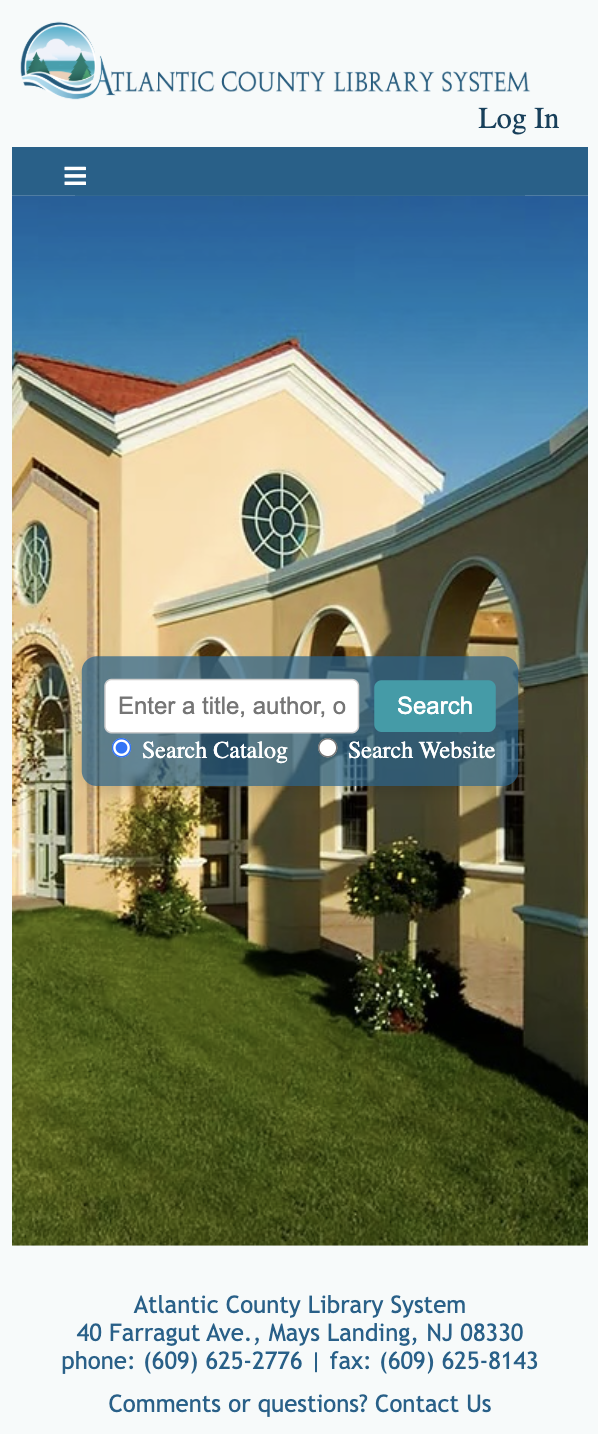 ATLANTIC COUNTY LIBRARY SYSTEM
Log In
Enter a title, author, o
Search
Search Catalog
Search Website
Atlantic County Library System
40 Farragut Ave., Mays Landing, NJ 08330
phone: (609) 625-2776 | fax: (609) 625-8143
Comments or questions? Contact Us